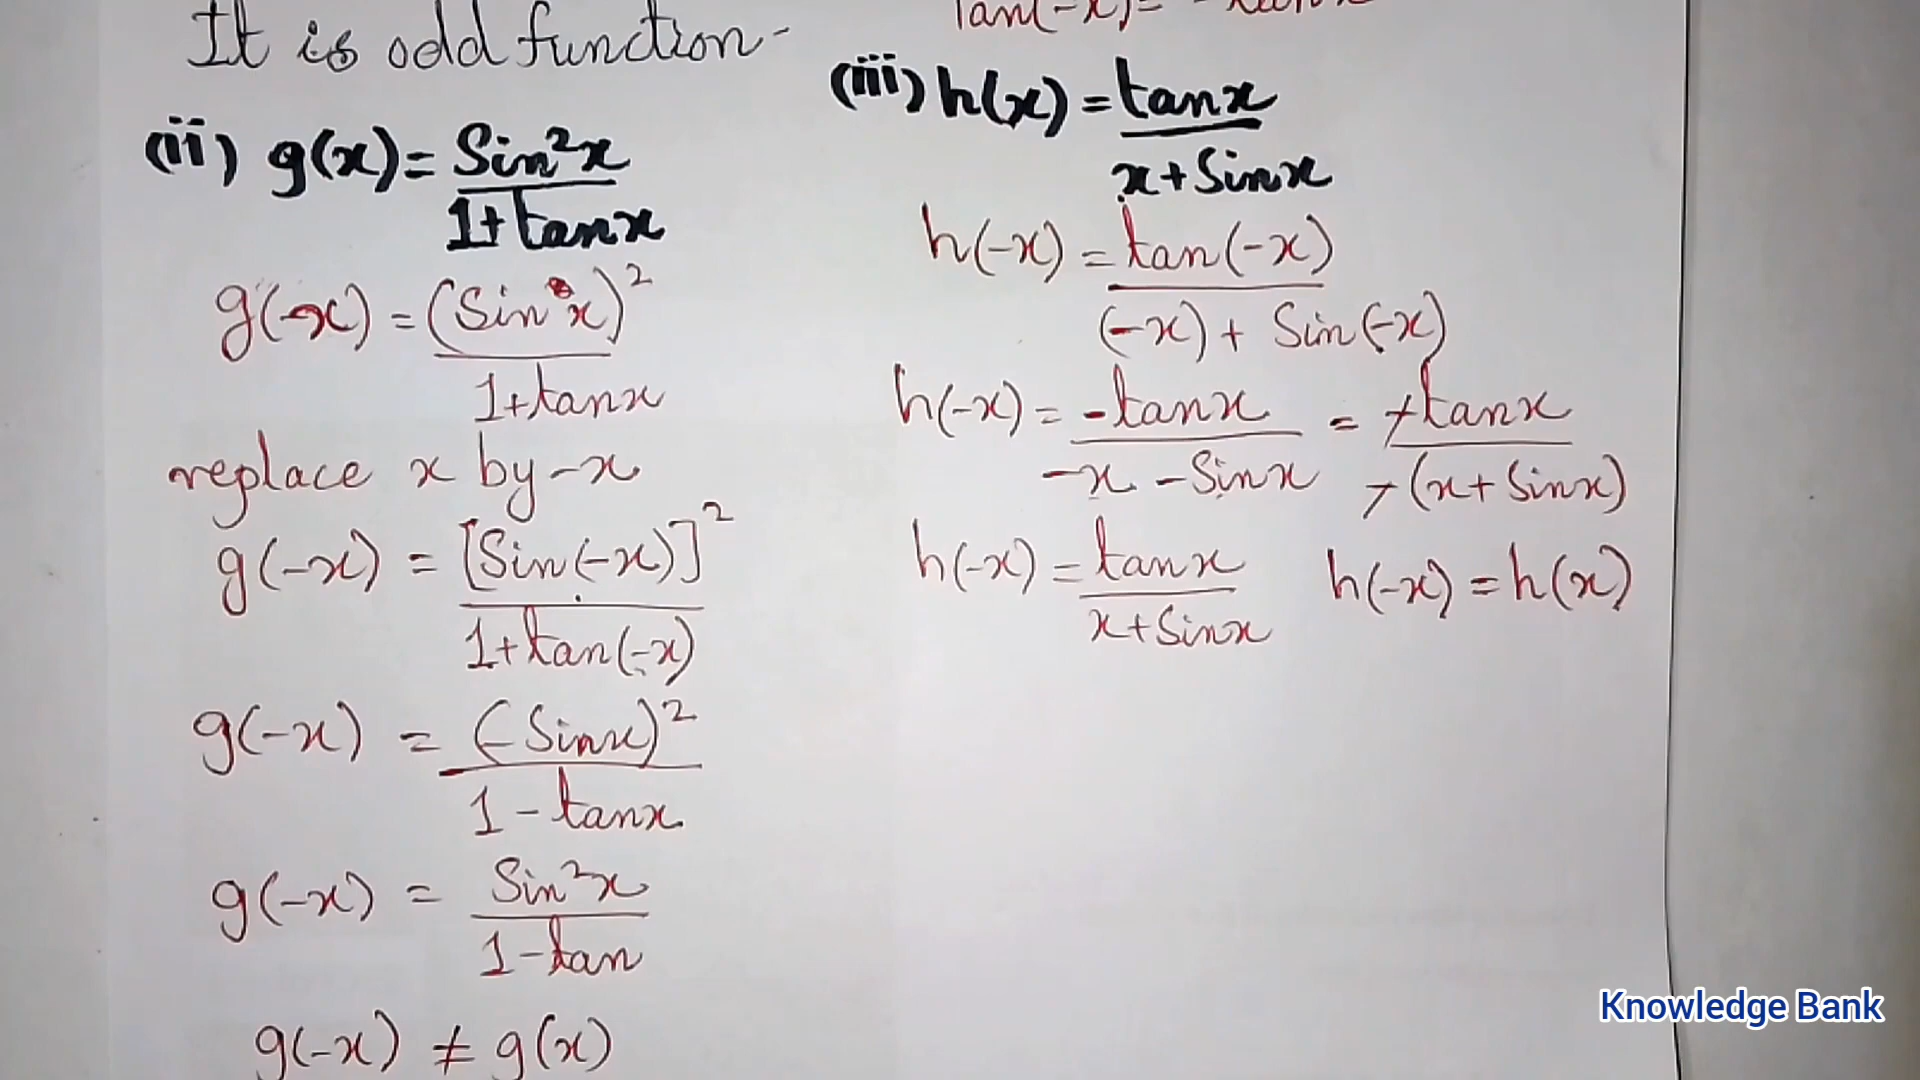 It is odd function-
(ii) g(x) = Sin²x
1+tanx
g(-x) = (Sin x)²
1+tanx
replace x by -x
g(-x) = [Sin(-x)]²
1+tan(-x)
g(-x) = (-Sinx)²
1-tanx
g(-x) = Sin²x
1-tan
g(-x) ≠ g(x)
(iii) h(x) = tanx
x+Sinx
h(-x) = tan(-x)
(-x) + Sin(-x)
h(-x) = -tanx = -tanx
-x - Sinx -(x+Sinx)
h(-x) = tanx h(-x) = h(x)
x+Sinx
Knowledge Bank